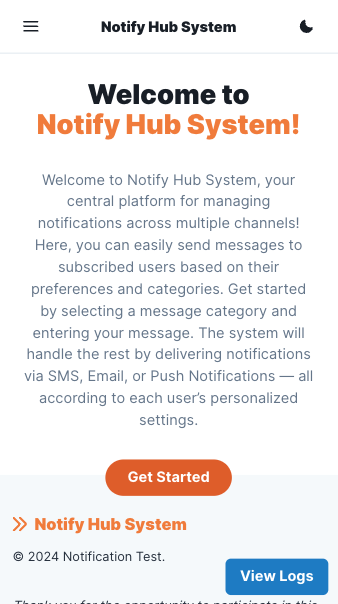 Notify Hub System
Welcome to
Notify Hub System!
Welcome to Notify Hub System, your
central platform for managing
notifications across multiple channels!
Here, you can easily send messages to
subscribed users based on their
preferences and categories. Get started
by selecting a message category and
entering your message. The system will
handle the rest by delivering notifications
via SMS, Email, or Push Notifications — all
according to each user’s personalized
settings.
Get Started
Notify Hub System
© 2024 Notification Test.
View Logs
Thank you for the opportunity to participate in this